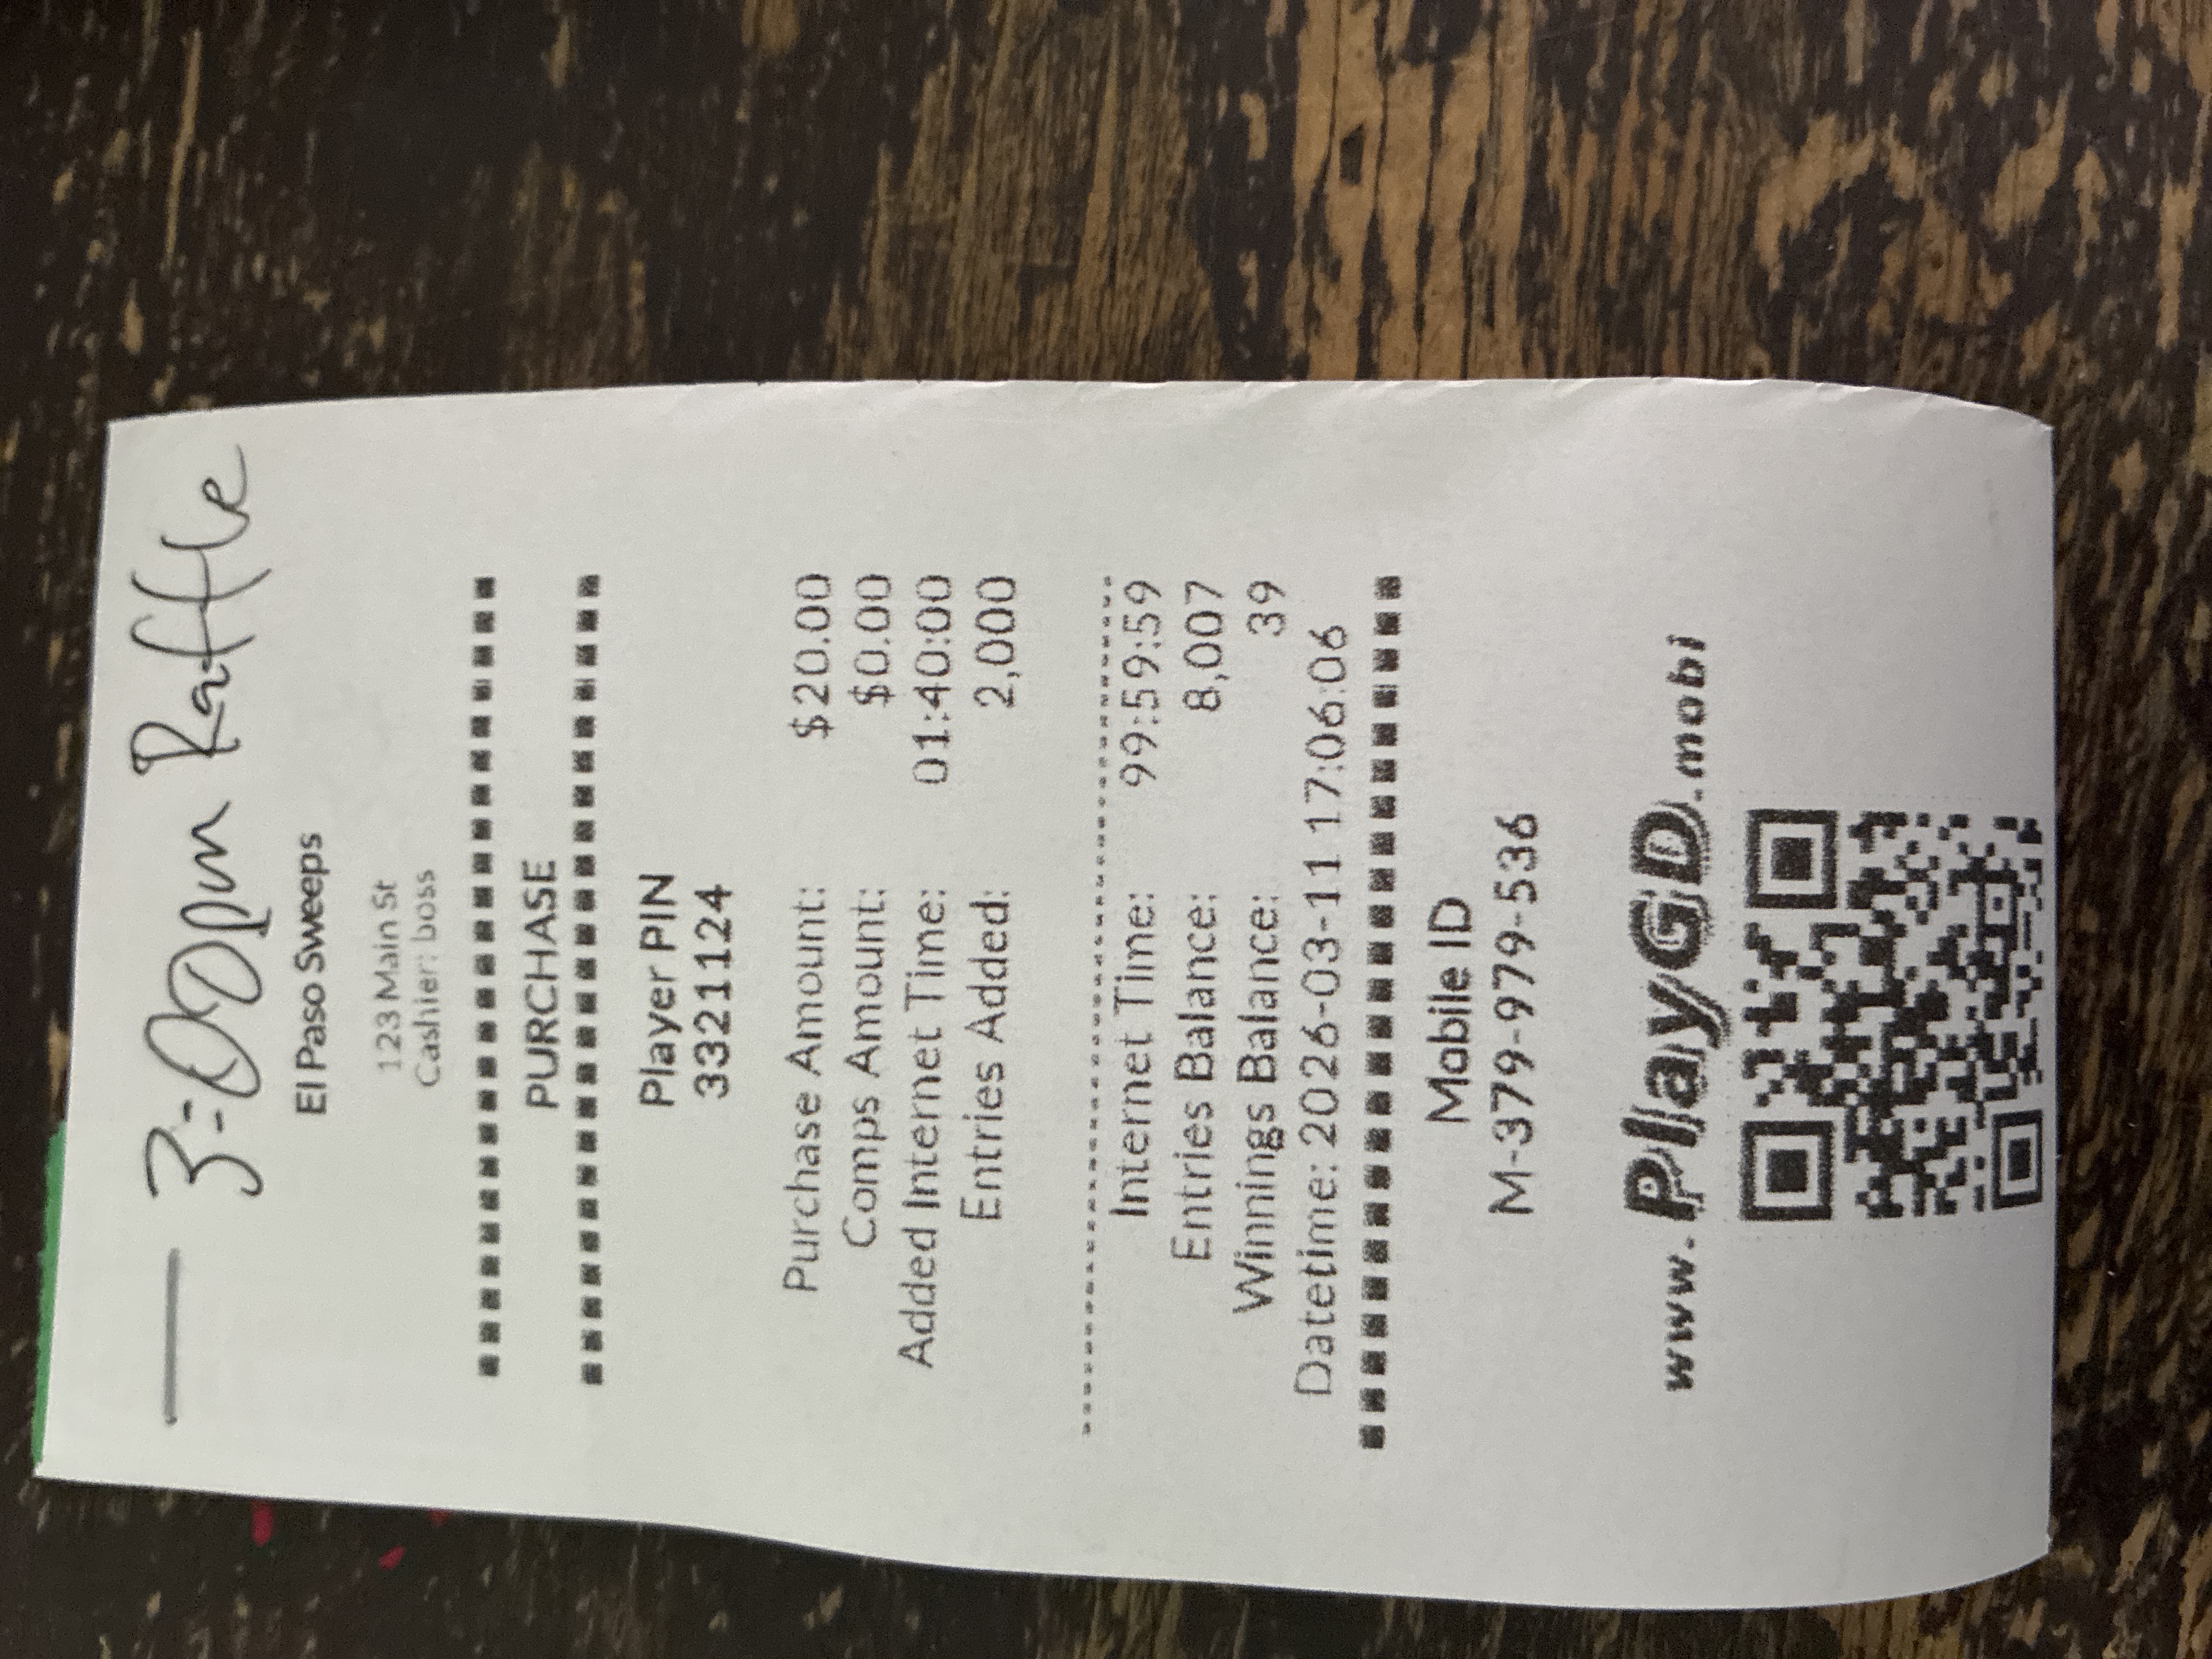 — 3-00pm Raffle
El Paso Sweeps
123 Main St
Cashier: boss
PURCHASE
Player PIN
3321124
Purchase Amount: $20.00
Comps Amount: $0.00
Added Internet Time: 01:40:00
Entries Added: 2,000
Internet Time: 99:59:59
Entries Balance: 8,007
Winnings Balance: 39
Datetime: 2026-03-11 17:06:06
Mobile ID
M-379-979-536
www.PlayGD.mobi